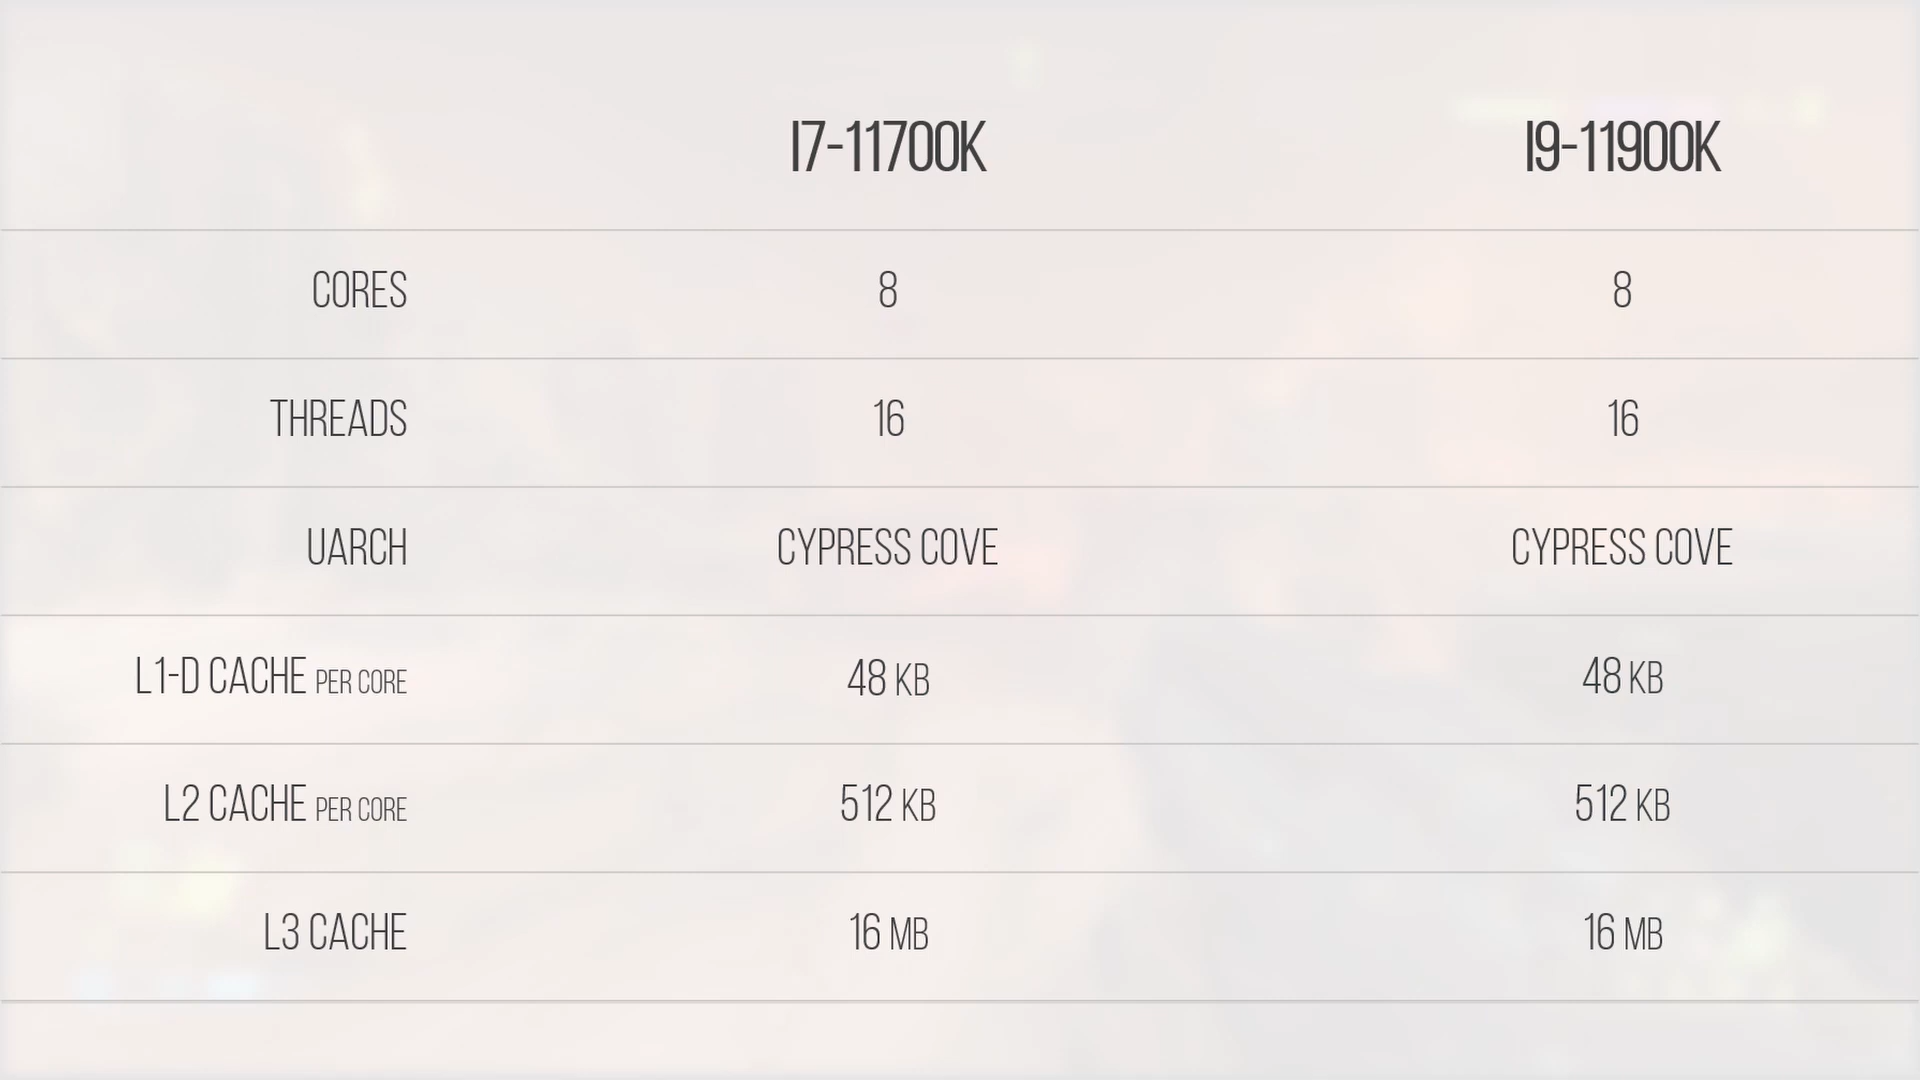 I7-11700K I9-11900K
CORES 8 8
THREADS 16 16
UARCH CYPRESS COVE CYPRESS COVE
L1-D CACHE PER CORE 48 KB 48 KB
L2 CACHE PER CORE 512 KB 512 KB
L3 CACHE 16 MB 16 MB